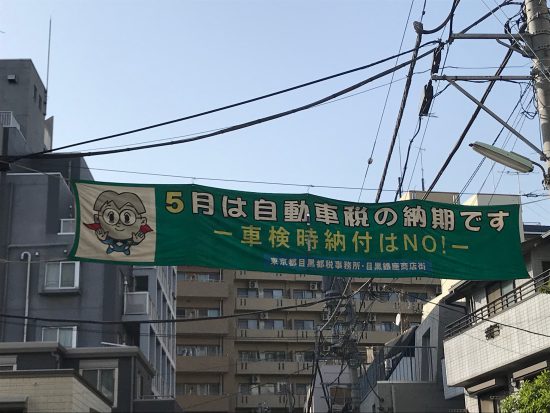 5月は自動車税の納期です
ー車検時納付はNO!ー
東京都目黒都税事務所・目黒銀座商店街